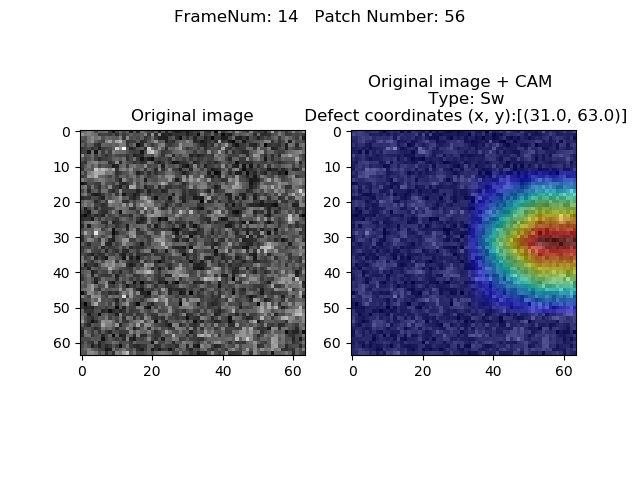 FrameNum: 14   Patch Number: 56
Original image
0
10
20
30
40
50
60
0 20 40 60
Original image + CAM
Type: Sw
Defect coordinates (x, y):[(31.0, 63.0)]
0
10
20
30
40
50
60
0 20 40 60